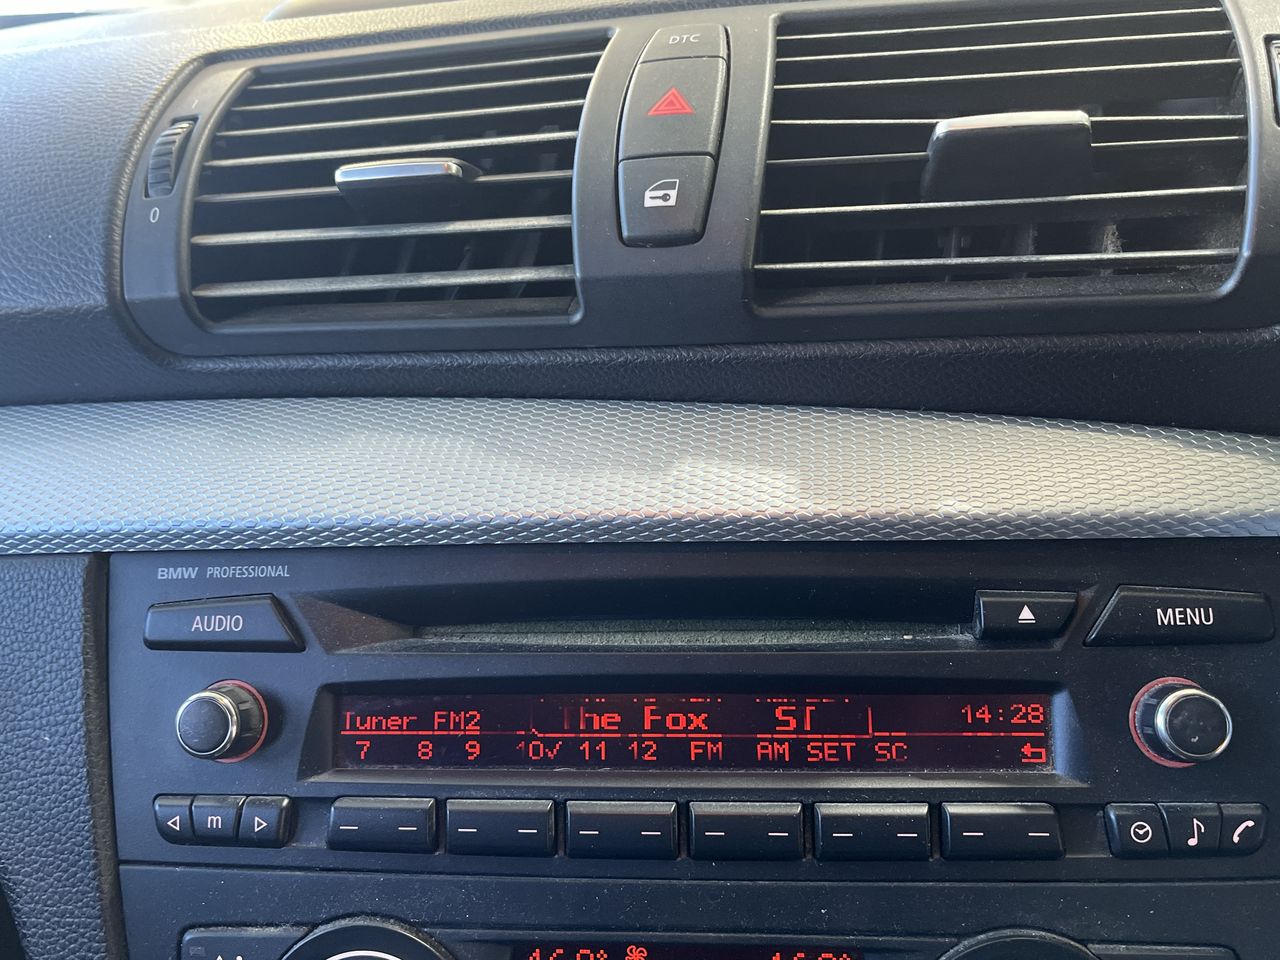 DTC
0
BMW PROFESSIONAL
AUDIO
MENU
Tuner FM2 The Fox ST 14:28
7 8 9 10√ 11 12 FM AM SET SC
m